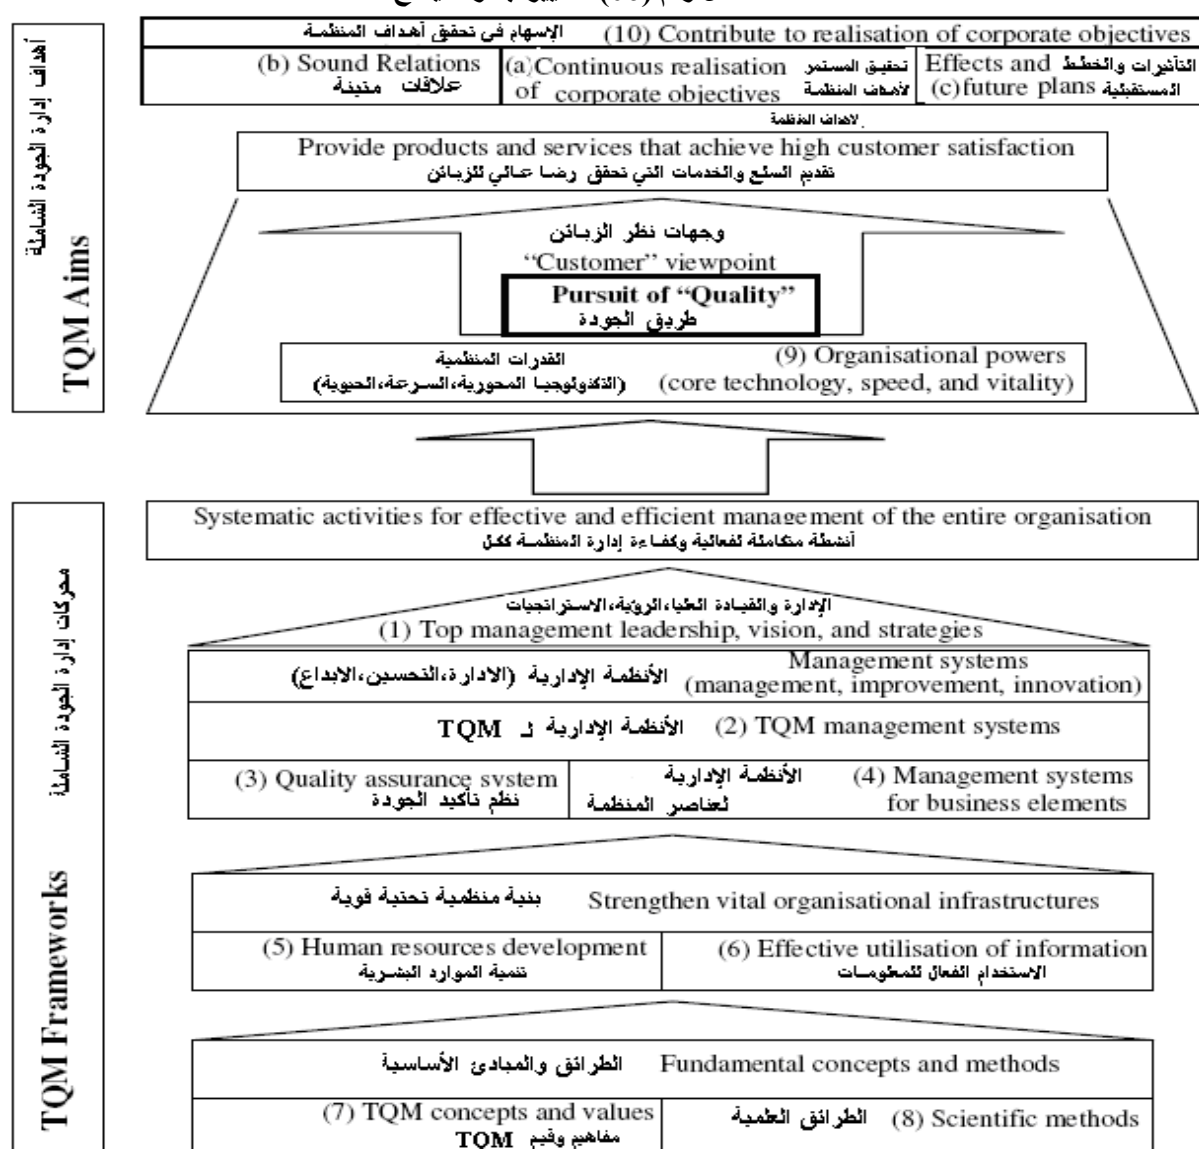 الإسهام في تحقيق أهداف المنظمة (10) Contribute to realisation of corporate objectives
(b) Sound Relations
علاقات متينة
(a) Continuous realisation تحقيق المستمر
of corporate objectives لأهداف المنظمة
Effects and التأثيرات والخطط
(c) future plans المستقبلية
لاهداف المنظمة
Provide products and services that achieve high customer satisfaction
تقديم السلع والخدمات التي تحقق رضا عالي للزبائن
وجهات نظر الزبائن
“Customer” viewpoint
Pursuit of “Quality”
طريق الجودة
القدرات المنظمية (9) Organisational powers
(التكنولوجيا المحورية،السرعة،الحيوية) (core technology, speed, and vitality)
أهداف إدارة الجودة الشاملة
TQM Aims
Systematic activities for effective and efficient management of the entire organisation
أنشطة متكاملة لفعالية وكفاءة إدارة المنظمة ككل
الإدارة والقيادة العليا،الرؤية،الاستراتجيات
(1) Top management leadership, vision, and strategies
الأنظمة الإدارية (الادارة،التحسين،الابداع) Management systems
(management, improvement, innovation)
الأنظمة الإدارية لـ TQM (2) TQM management systems
(3) Quality assurance system
نظم تأكيد الجودة
الأنظمة الإدارية (4) Management systems
لعناصر المنظمة for business elements
بنية منظمية تحتية قوية Strengthen vital organisational infrastructures
(5) Human resources development
تنمية الموارد البشرية
(6) Effective utilisation of information
الاستخدام الفعال للمعلومات
الطرائق والمبادئ الأساسية Fundamental concepts and methods
(7) TQM concepts and values
مفاهيم وقيم TQM
الطرائق العلمية (8) Scientific methods
محركات إدارة الجودة الشاملة
TQM Frameworks